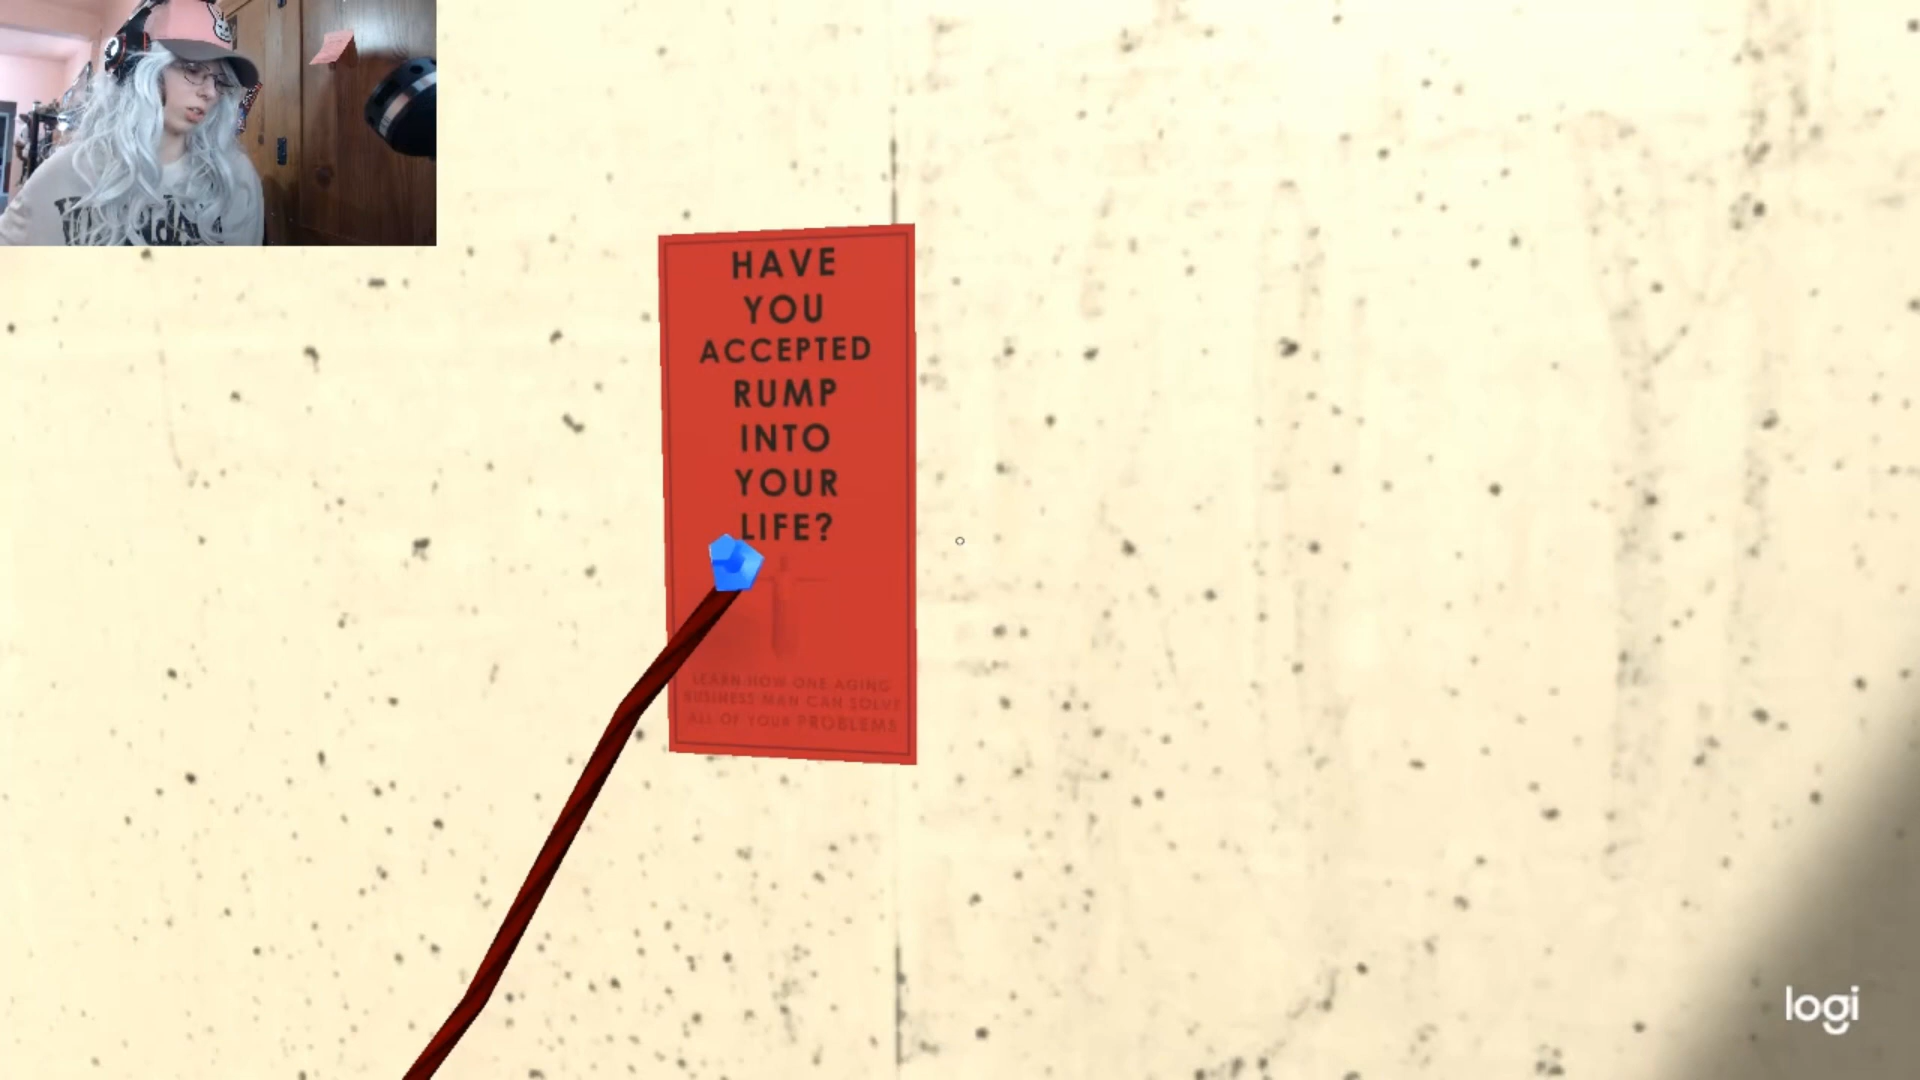 HAVE
YOU
ACCEPTED
RUMP
INTO
YOUR
LIFE?
LEARN HOW ONE AGING
BUSINESS MAN CAN SOLVE
ALL OF YOUR PROBLEMS
logi